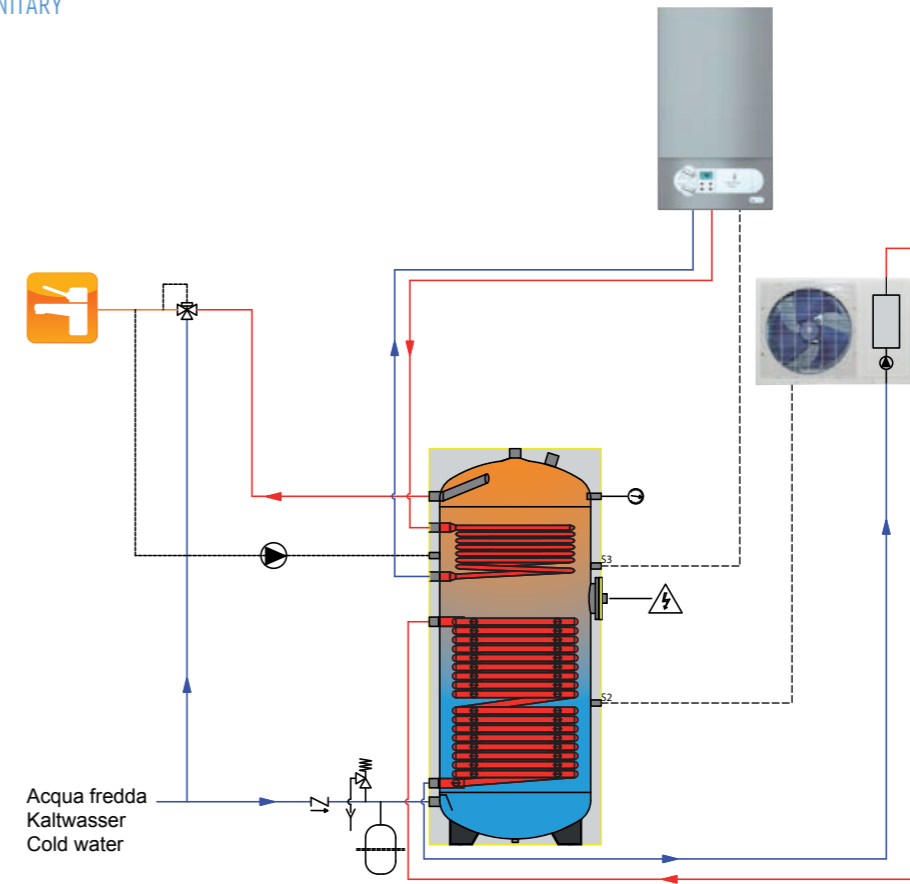 NITARY
S3
S2
Acqua fredda
Kaltwasser
Cold water